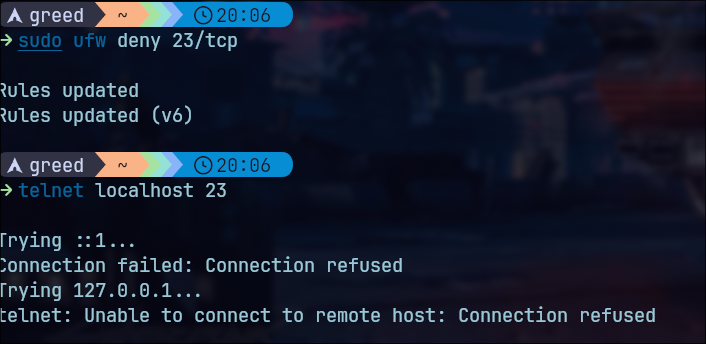 greed ~ 20:06
→ sudo ufw deny 23/tcp
Rules updated
Rules updated (v6)
greed ~ 20:06
→ telnet localhost 23
Trying ::1...
Connection failed: Connection refused
Trying 127.0.0.1...
telnet: Unable to connect to remote host: Connection refused